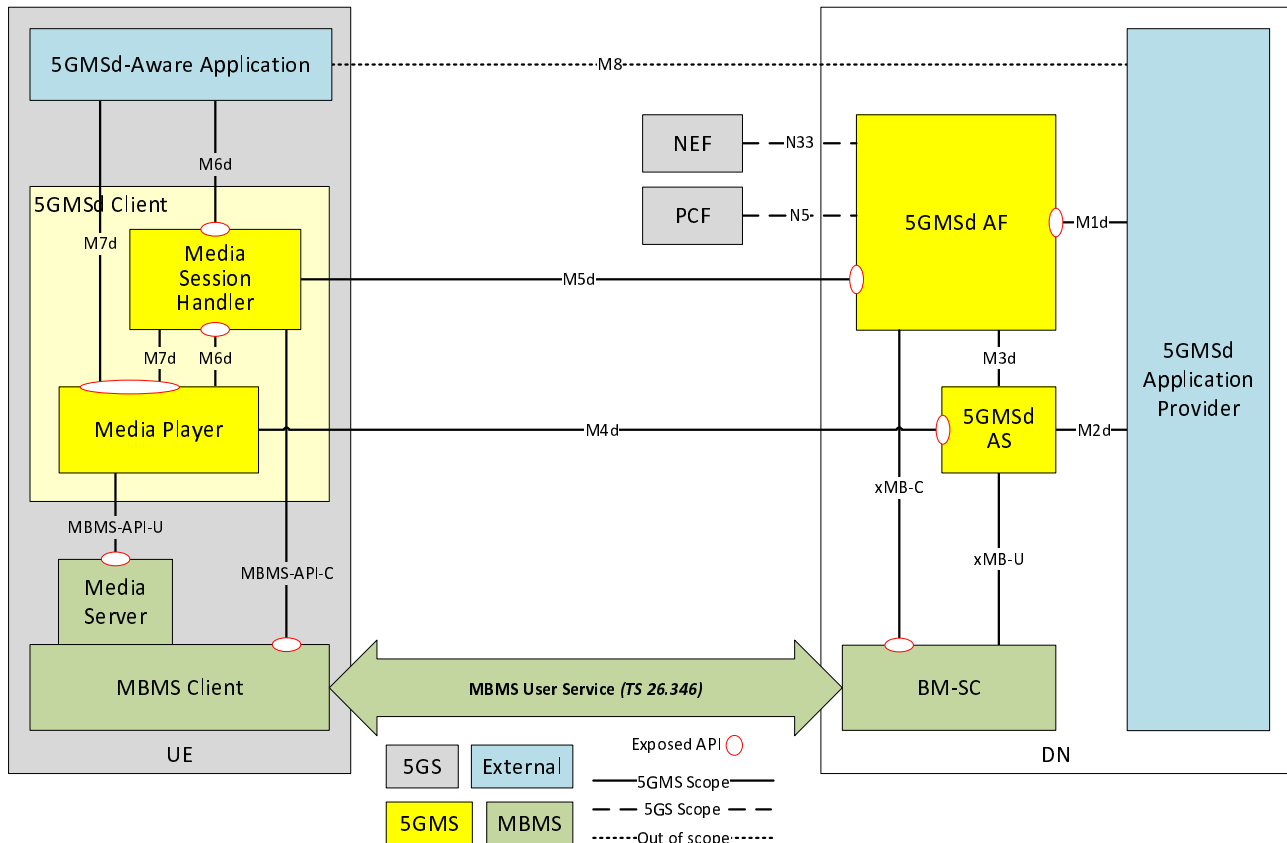 5GMSd-Aware Application
M8
M6d
NEF
N33
PCF
N5
5GMSd AF
M1d
5GMSd Client
M7d
Media
Session
Handler
M5d
M7d
M6d
M3d
5GMSd
Application
Provider
Media Player
M4d
5GMSd
AS
M2d
xMB-C
MBMS-API-U
MBMS-API-C
xMB-U
Media
Server
MBMS Client
MBMS User Service (TS 26.346)
BM-SC
UE
DN
Exposed API
5GS
External
5GMS Scope
5GS Scope
5GMS
MBMS
Out of scope